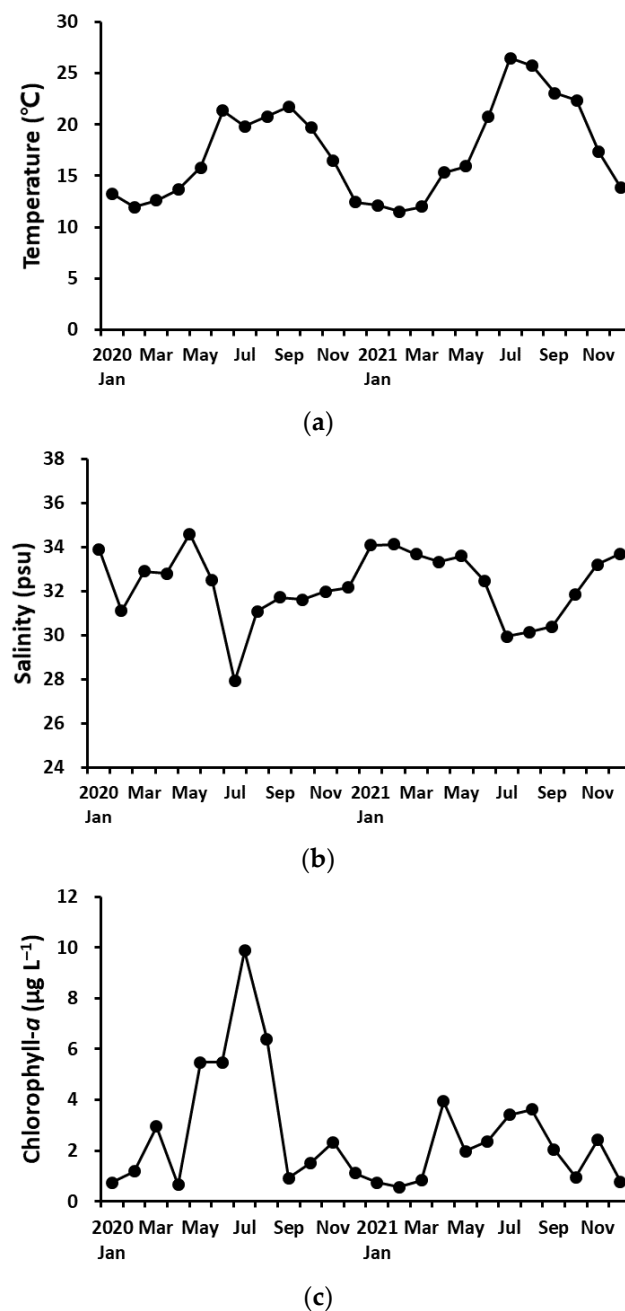 Temperature (℃)
30
25
20
15
10
5
0
2020 Mar May Jul Sep Nov 2021 Mar May Jul Sep Nov
Jan Jan
(a)
Salinity (psu)
38
36
34
32
30
28
26
24
2020 Mar May Jul Sep Nov 2021 Mar May Jul Sep Nov
Jan Jan
(b)
Chlorophyll-a (µg L⁻¹)
12
10
8
6
4
2
0
2020 Mar May Jul Sep Nov 2021 Mar May Jul Sep Nov
Jan Jan
(c)